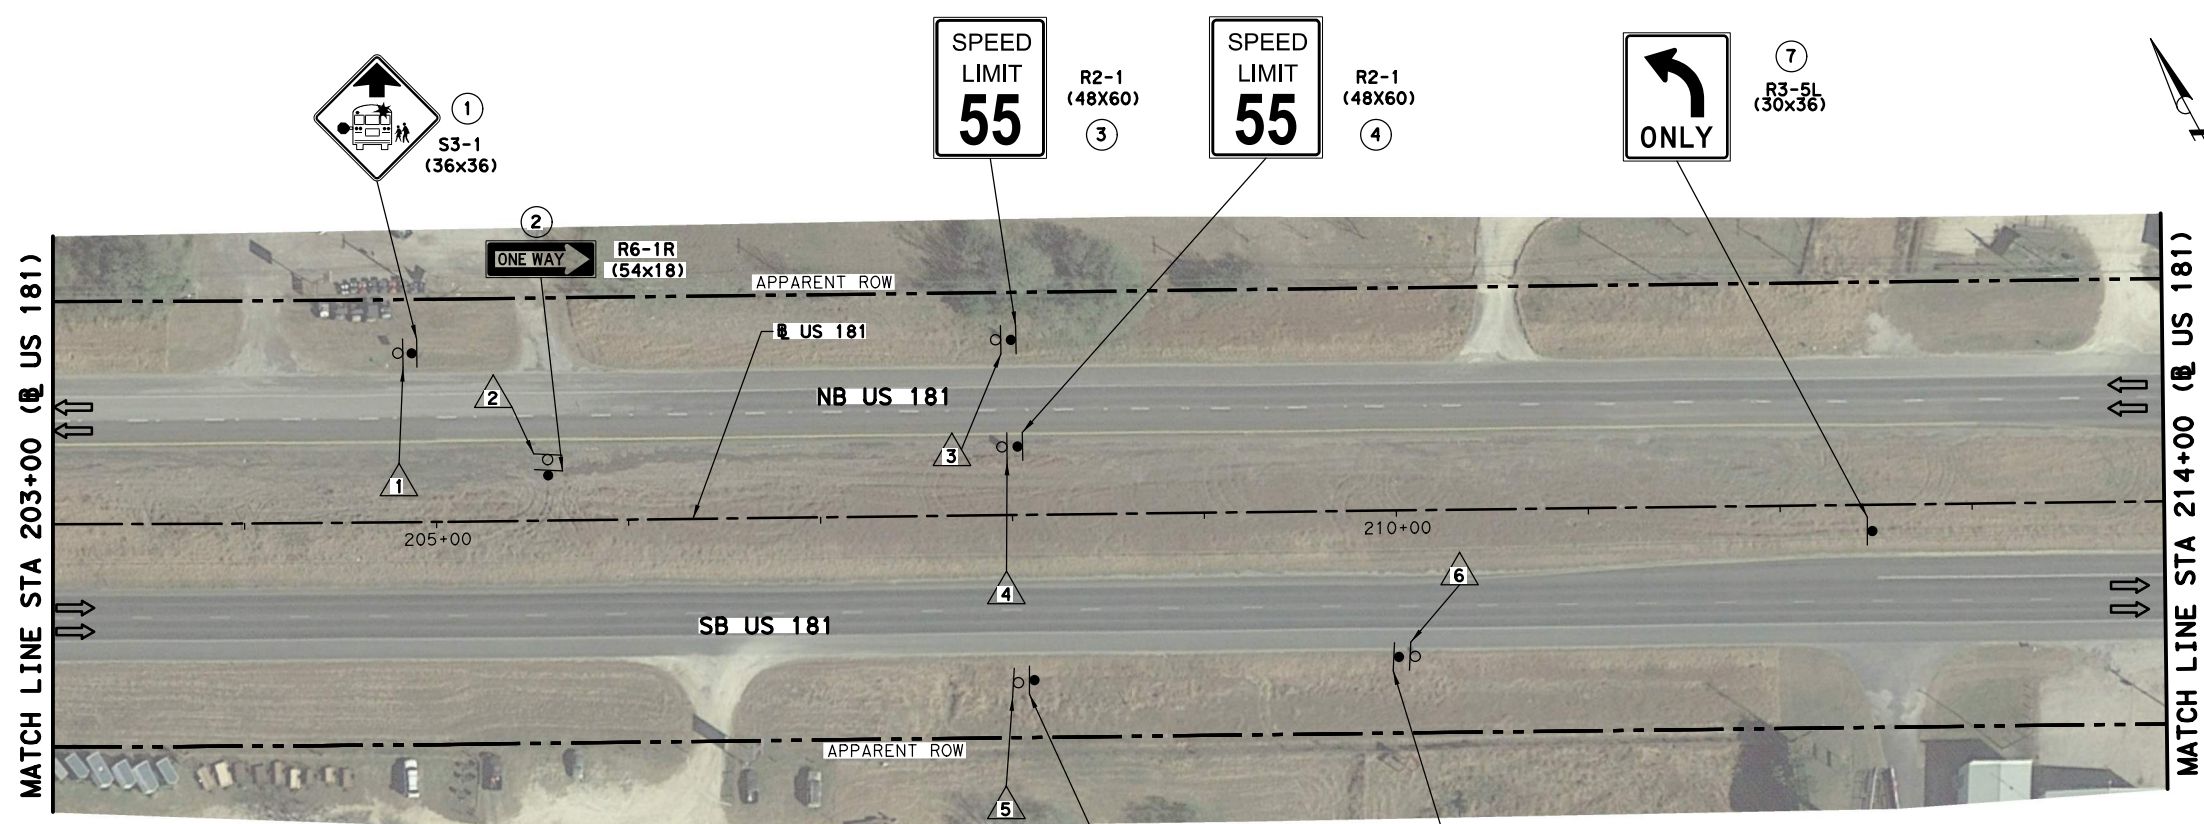 SPEED
LIMIT
55
R2-1
(48X60)
3
SPEED
LIMIT
55
R2-1
(48X60)
4
ONLY
7
R3-5L
(30x36)
1
S3-1
(36x36)
2
ONE WAY
R6-1R
(54x18)
APPARENT ROW
BL US 181
NB US 181
2
3
1
205+00
210+00
6
4
SB US 181
APPARENT ROW
5
MATCH LINE STA 203+00 (BL US 181)
MATCH LINE STA 214+00 (BL US 181)